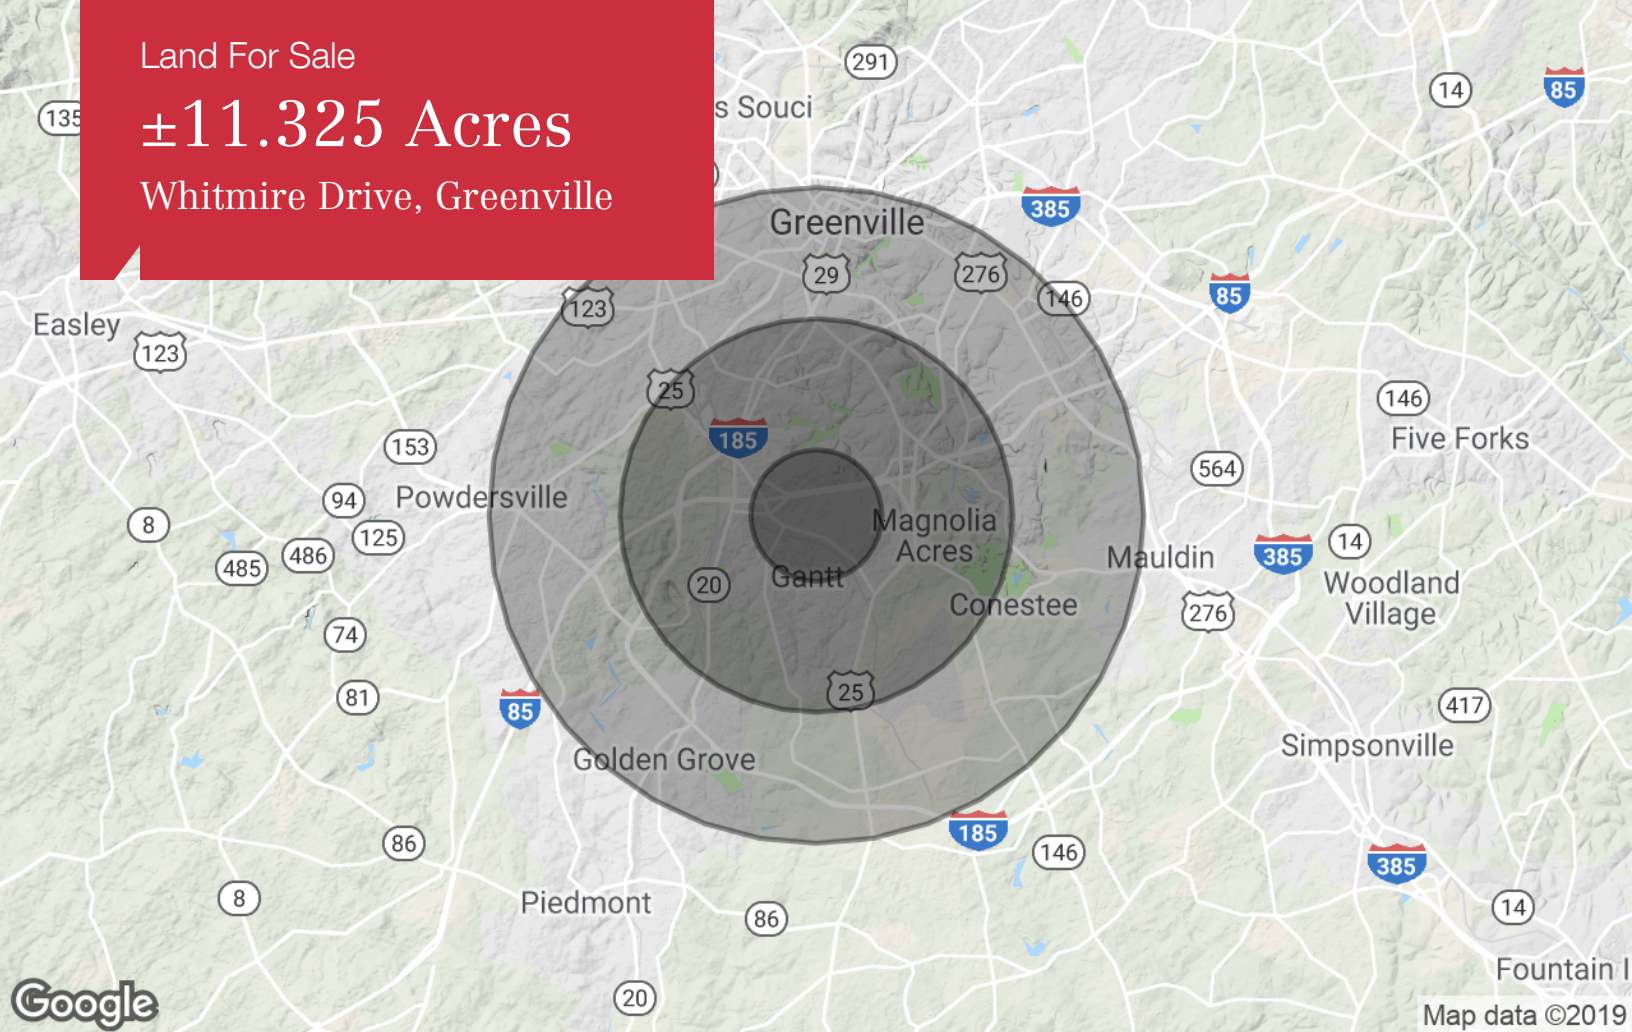 Land For Sale
±11.325 Acres
Whitmire Drive, Greenville
291
14
85
135
s Souci
385
Greenville
29
276
146
85
123
Easley
123
25
146
185
Five Forks
153
564
94
Powdersville
8
125
Magnolia
Acres
14
486
485
Mauldin
385
Gantt
20
Woodland
Village
Conestee
276
74
25
81
85
417
Simpsonville
Golden Grove
185
86
146
385
8
Piedmont
86
14
Fountain I
20
Google
Map data ©2019